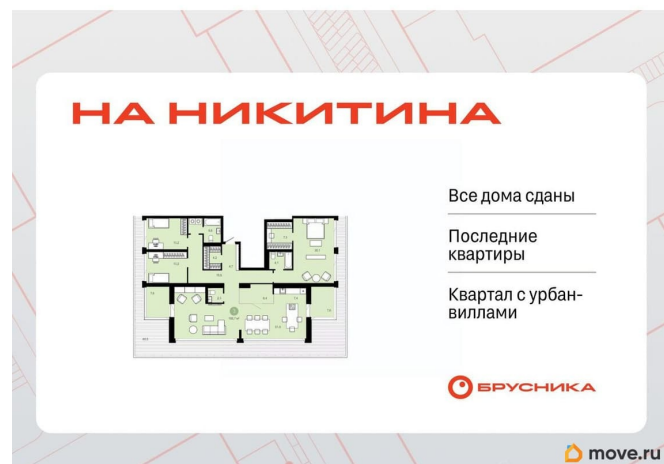 НА НИКИТИНА
Все дома сданы
Последние
квартиры
Квартал с урбан-
виллами
БРУСНИКА
move.ru